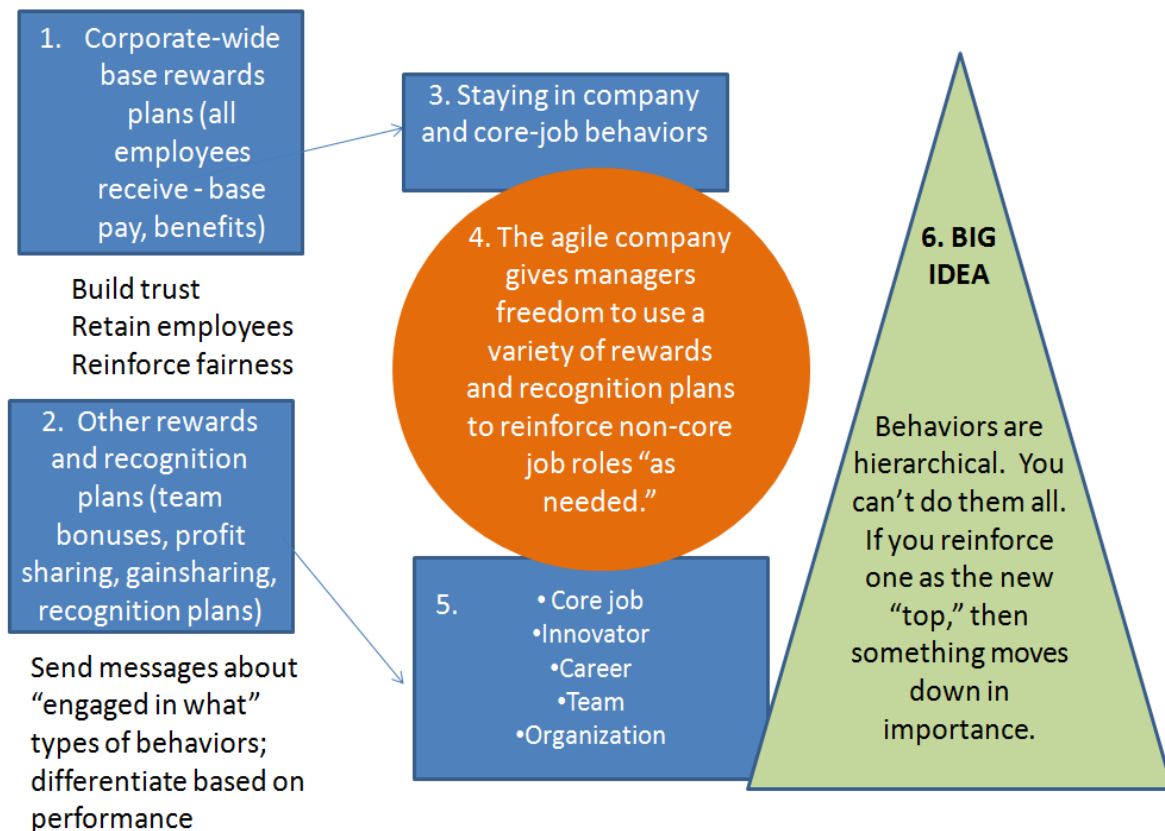 1. Corporate-wide
base rewards
plans (all
employees
receive - base
pay, benefits)
Build trust
Retain employees
Reinforce fairness
2. Other rewards
and recognition
plans (team
bonuses, profit
sharing, gainsharing,
recognition plans)
Send messages about
“engaged in what”
types of behaviors;
differentiate based on
performance
3. Staying in company
and core-job behaviors
4. The agile company
gives managers
freedom to use a
variety of rewards
and recognition plans
to reinforce non-core
job roles “as
needed.”
5.
• Core job
•Innovator
•Career
•Team
•Organization
6. BIG
IDEA
Behaviors are
hierarchical. You
can’t do them all.
If you reinforce
one as the new
“top,” then
something moves
down in
importance.